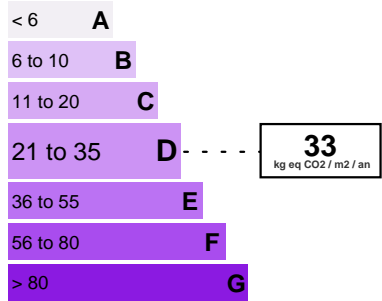 < 6 A
6 to 10 B
11 to 20 C
21 to 35 D - - - - 33
kg eq CO2 / m2 / an
36 to 55 E
56 to 80 F
> 80 G